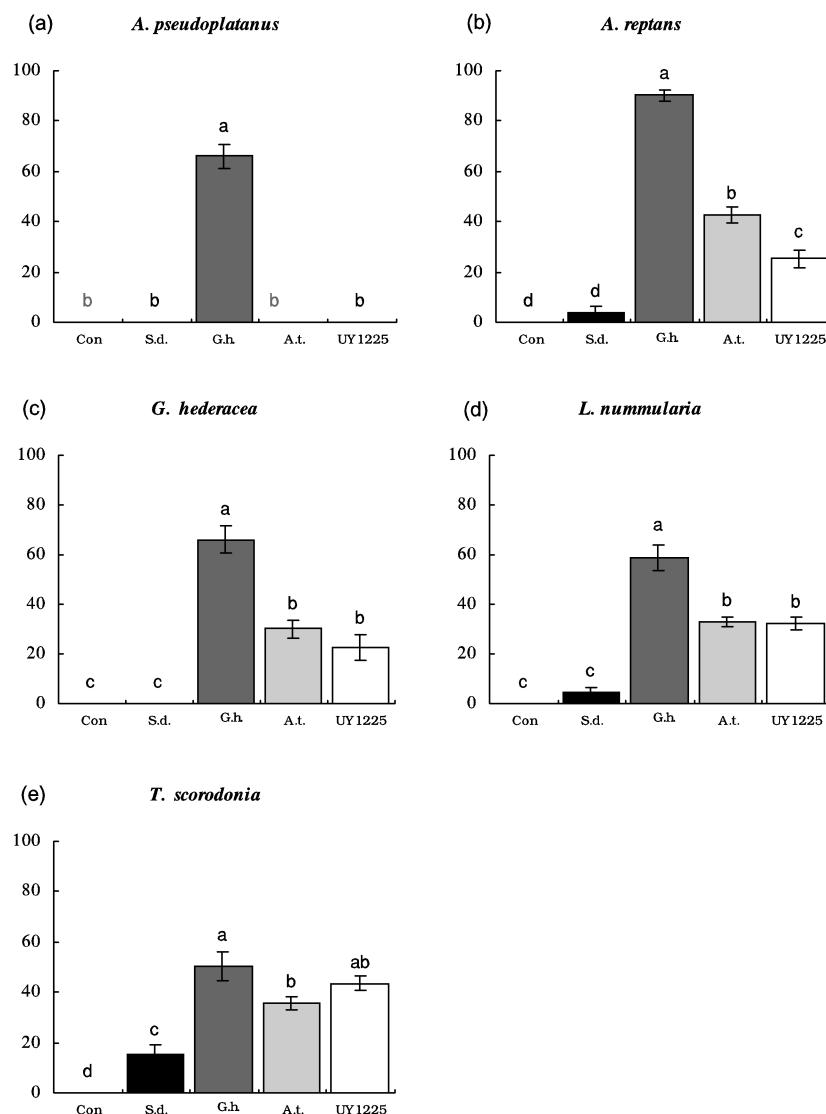 (a) A. pseudoplatanus
(b) A. reptans
100
80
60
40
20
0
b
b
a
b
b
Con S.d. G.h. A.t. UY1225
100
80
60
40
20
0
d
d
a
b
c
Con S.d. G.h. A.t. UY1225
(c) G. hederacea
(d) L. nummularia
100
80
60
40
20
0
c
c
a
b
b
Con S.d. G.h. A.t. UY1225
100
80
60
40
20
0
c
c
a
b
b
Con S.d. G.h. A.t. UY1225
(e) T. scorodonia
100
80
60
40
20
0
d
c
a
b
ab
Con S.d. G.h. A.t. UY1225